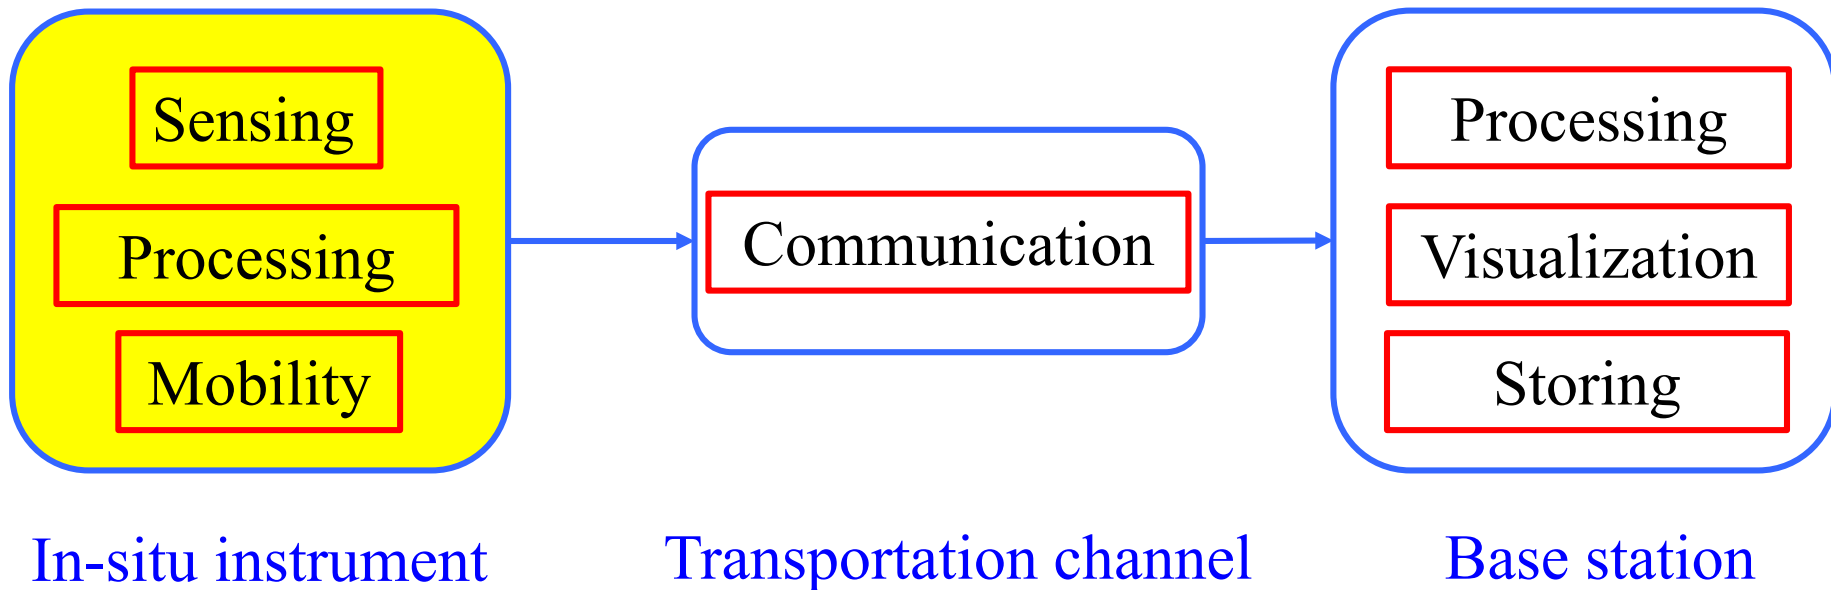 Sensing
Processing
Mobility
In-situ instrument
Communication
Transportation channel
Processing
Visualization
Storing
Base station